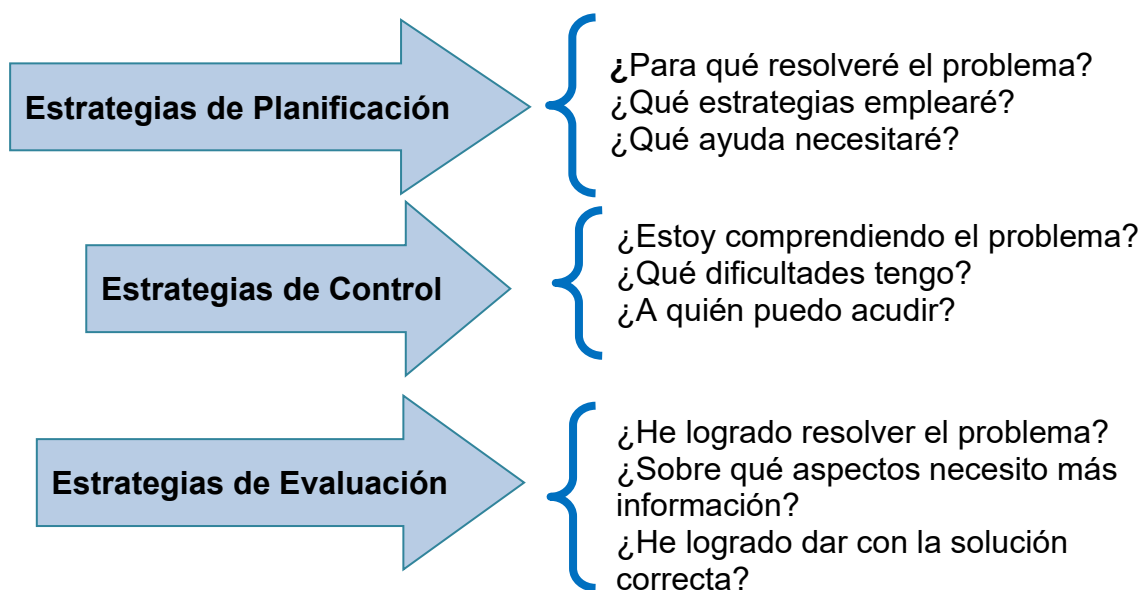 Estrategias de Planificación
¿Para qué resolveré el problema?
¿Qué estrategias emplearé?
¿Qué ayuda necesitaré?
Estrategias de Control
¿Estoy comprendiendo el problema?
¿Qué dificultades tengo?
¿A quién puedo acudir?
Estrategias de Evaluación
¿He logrado resolver el problema?
¿Sobre qué aspectos necesito más
información?
¿He logrado dar con la solución
correcta?